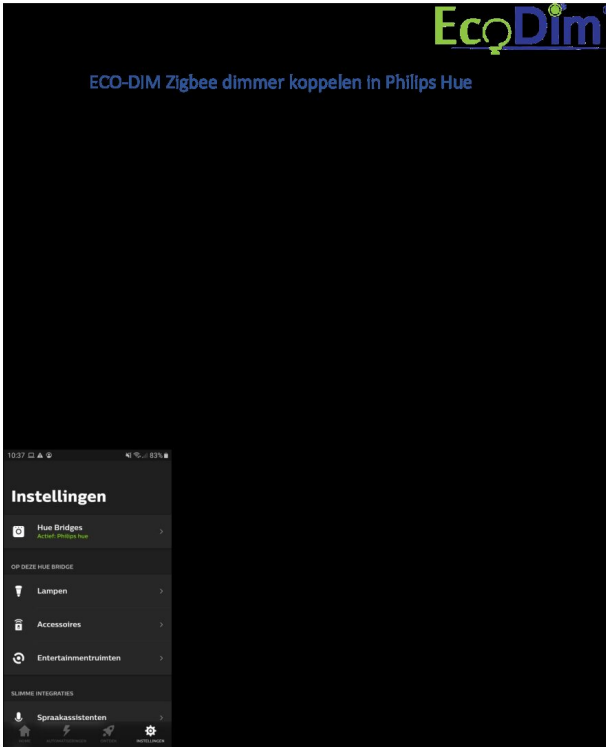 EcoDim
ECO-DIM Zigbee dimmer koppelen in Philips Hue
10:37 83%
Instellingen
Hue Bridges
Actief: Philips hue
OP DEZE HUE BRIDGE
Lampen
Accessoires
Entertainmentruimten
SLIMME INTEGRATIES
Spraakassistenten
INSTELLINGEN